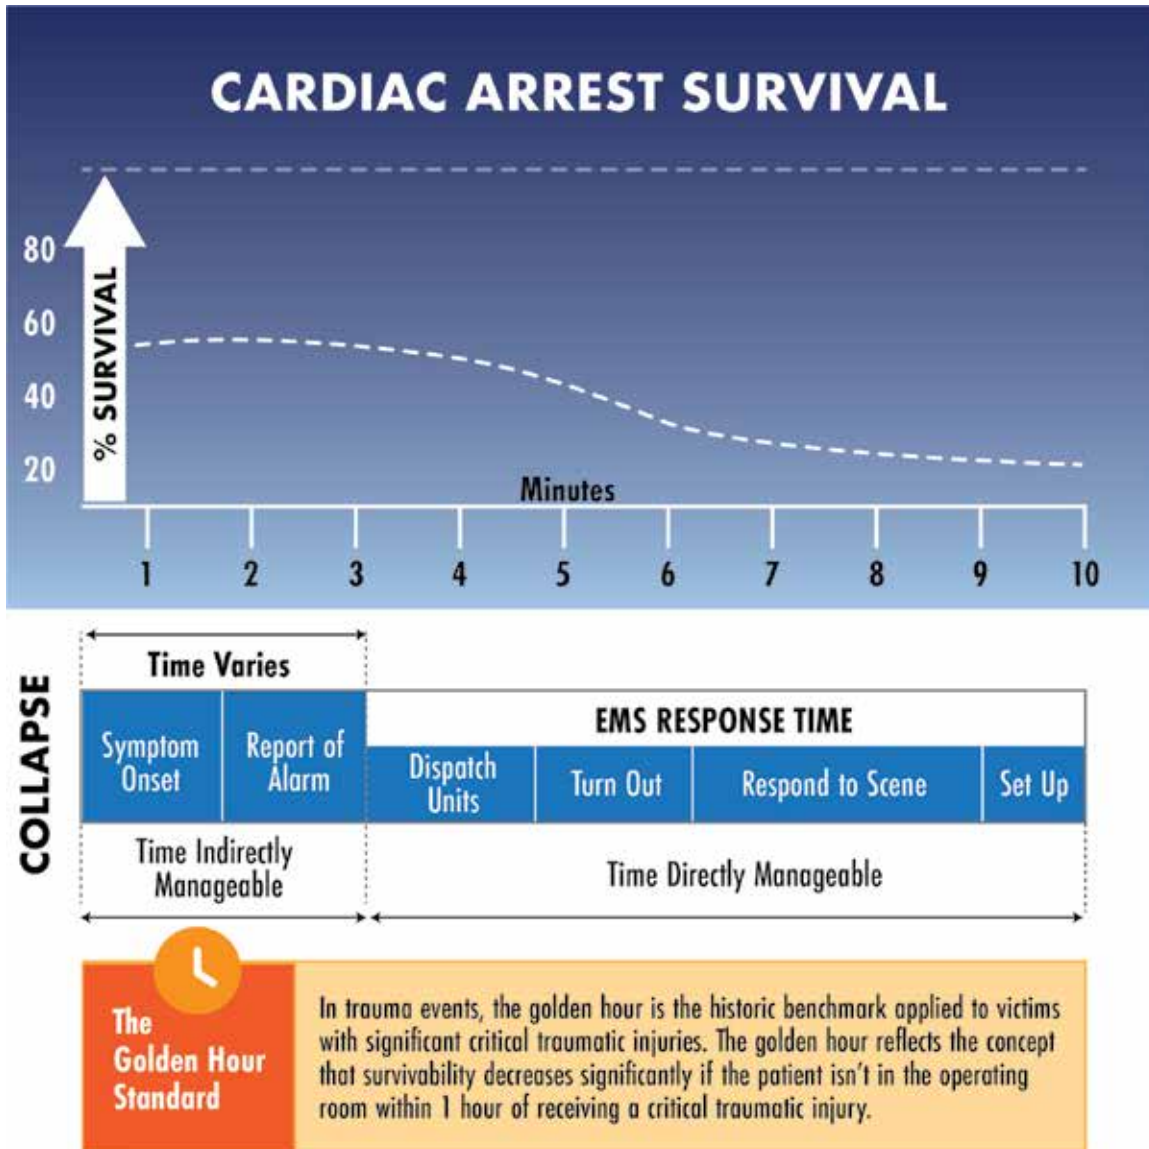 CARDIAC ARREST SURVIVAL
80
60
40
20
% SURVIVAL
Minutes
1 2 3 4 5 6 7 8 9 10
COLLAPSE
Time Varies
Symptom
Onset
Report of
Alarm
EMS RESPONSE TIME
Dispatch
Units
Turn Out
Respond to Scene
Set Up
Time Indirectly
Manageable
Time Directly Manageable
The
Golden Hour
Standard
In trauma events, the golden hour is the historic benchmark applied to victims
with significant critical traumatic injuries. The golden hour reflects the concept
that survivability decreases significantly if the patient isn't in the operating
room within 1 hour of receiving a critical traumatic injury.